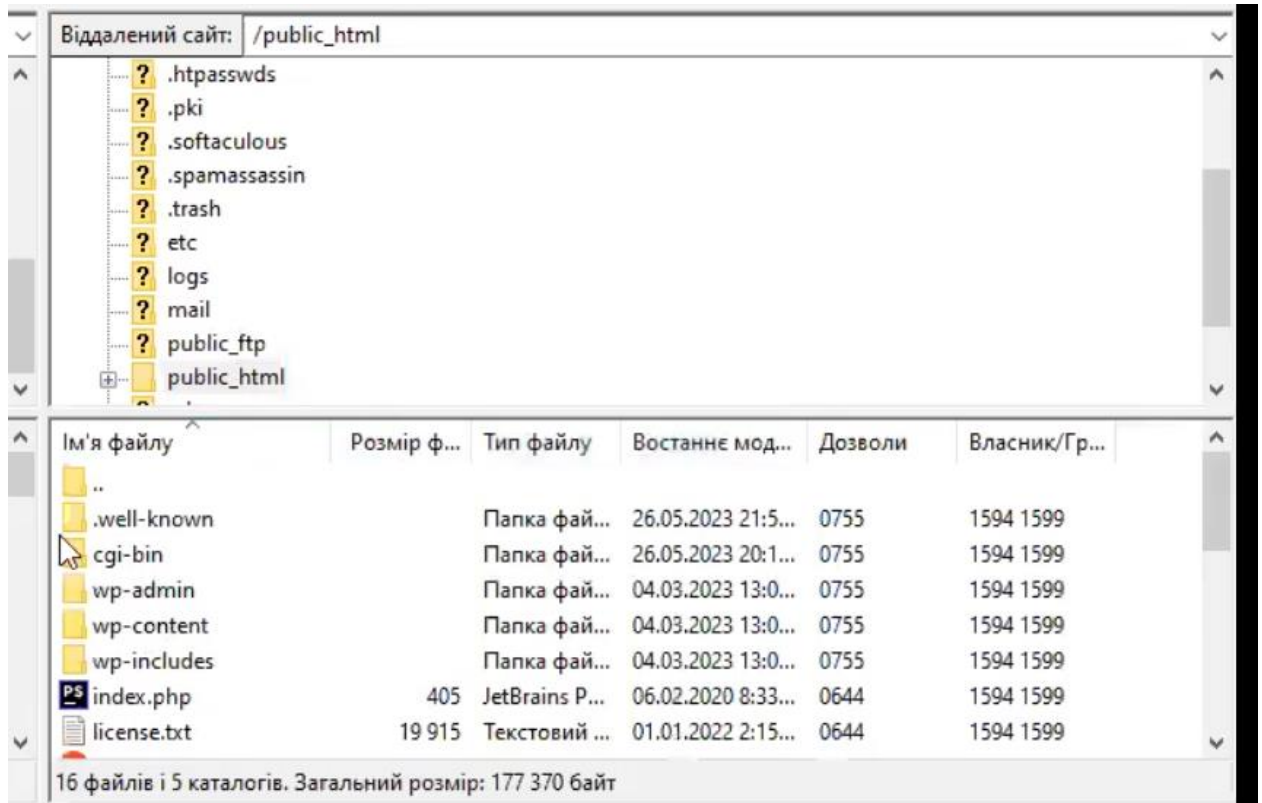 Віддалений сайт: /public_html
.htpasswds
.pki
.softaculous
.spamassassin
.trash
etc
logs
mail
public_ftp
public_html
Ім'я файлу Розмір ф... Тип файлу Востаннє мод... Дозволи Власник/Гр...
..
.well-known Папка фай... 26.05.2023 21:5... 0755 1594 1599
cgi-bin Папка фай... 26.05.2023 20:1... 0755 1594 1599
wp-admin Папка фай... 04.03.2023 13:0... 0755 1594 1599
wp-content Папка фай... 04.03.2023 13:0... 0755 1594 1599
wp-includes Папка фай... 04.03.2023 13:0... 0755 1594 1599
PS index.php 405 JetBrains P... 06.02.2020 8:33... 0644 1594 1599
license.txt 19 915 Текстовий ... 01.01.2022 2:15... 0644 1594 1599
16 файлів і 5 каталогів. Загальний розмір: 177 370 байт